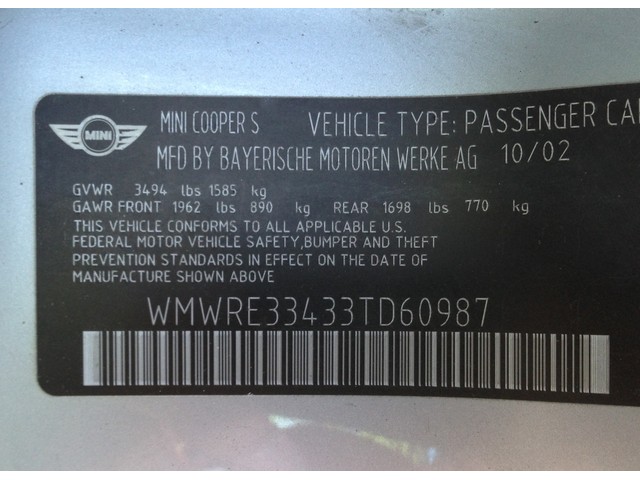 MINI
MINI COOPER S VEHICLE TYPE: PASSENGER CAR
MFD BY BAYERISCHE MOTOREN WERKE AG 10/02
GVWR 3494 lbs 1585 kg
GAWR FRONT 1962 lbs 890 kg REAR 1698 lbs 770 kg
THIS VEHICLE CONFORMS TO ALL APPLICABLE U.S.
FEDERAL MOTOR VEHICLE SAFETY,BUMPER AND THEFT
PREVENTION STANDARDS IN EFFECT ON THE DATE OF
MANUFACTURE SHOWN ABOVE
WMWRE33433TD60987